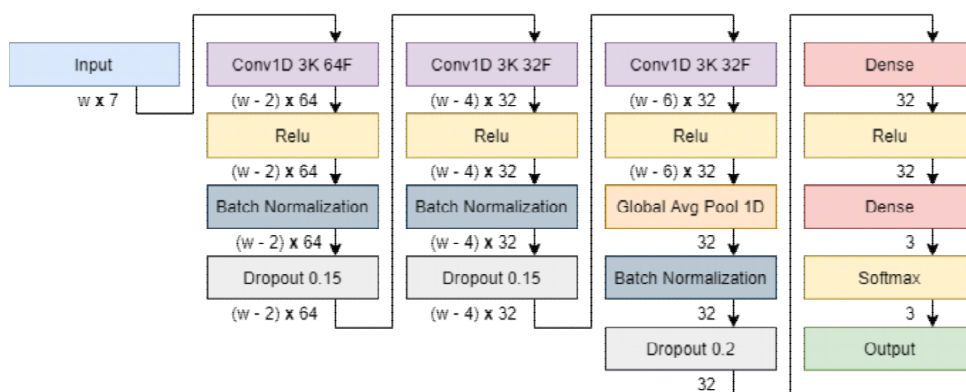 Input
w x 7
Conv1D 3K 64F
(w - 2) x 64
Relu
(w - 2) x 64
Batch Normalization
(w - 2) x 64
Dropout 0.15
(w - 2) x 64
Conv1D 3K 32F
(w - 4) x 32
Relu
(w - 4) x 32
Batch Normalization
(w - 4) x 32
Dropout 0.15
(w - 4) x 32
Conv1D 3K 32F
(w - 6) x 32
Relu
(w - 6) x 32
Global Avg Pool 1D
32
Batch Normalization
32
Dropout 0.2
32
Dense
32
Relu
32
Dense
3
Softmax
3
Output